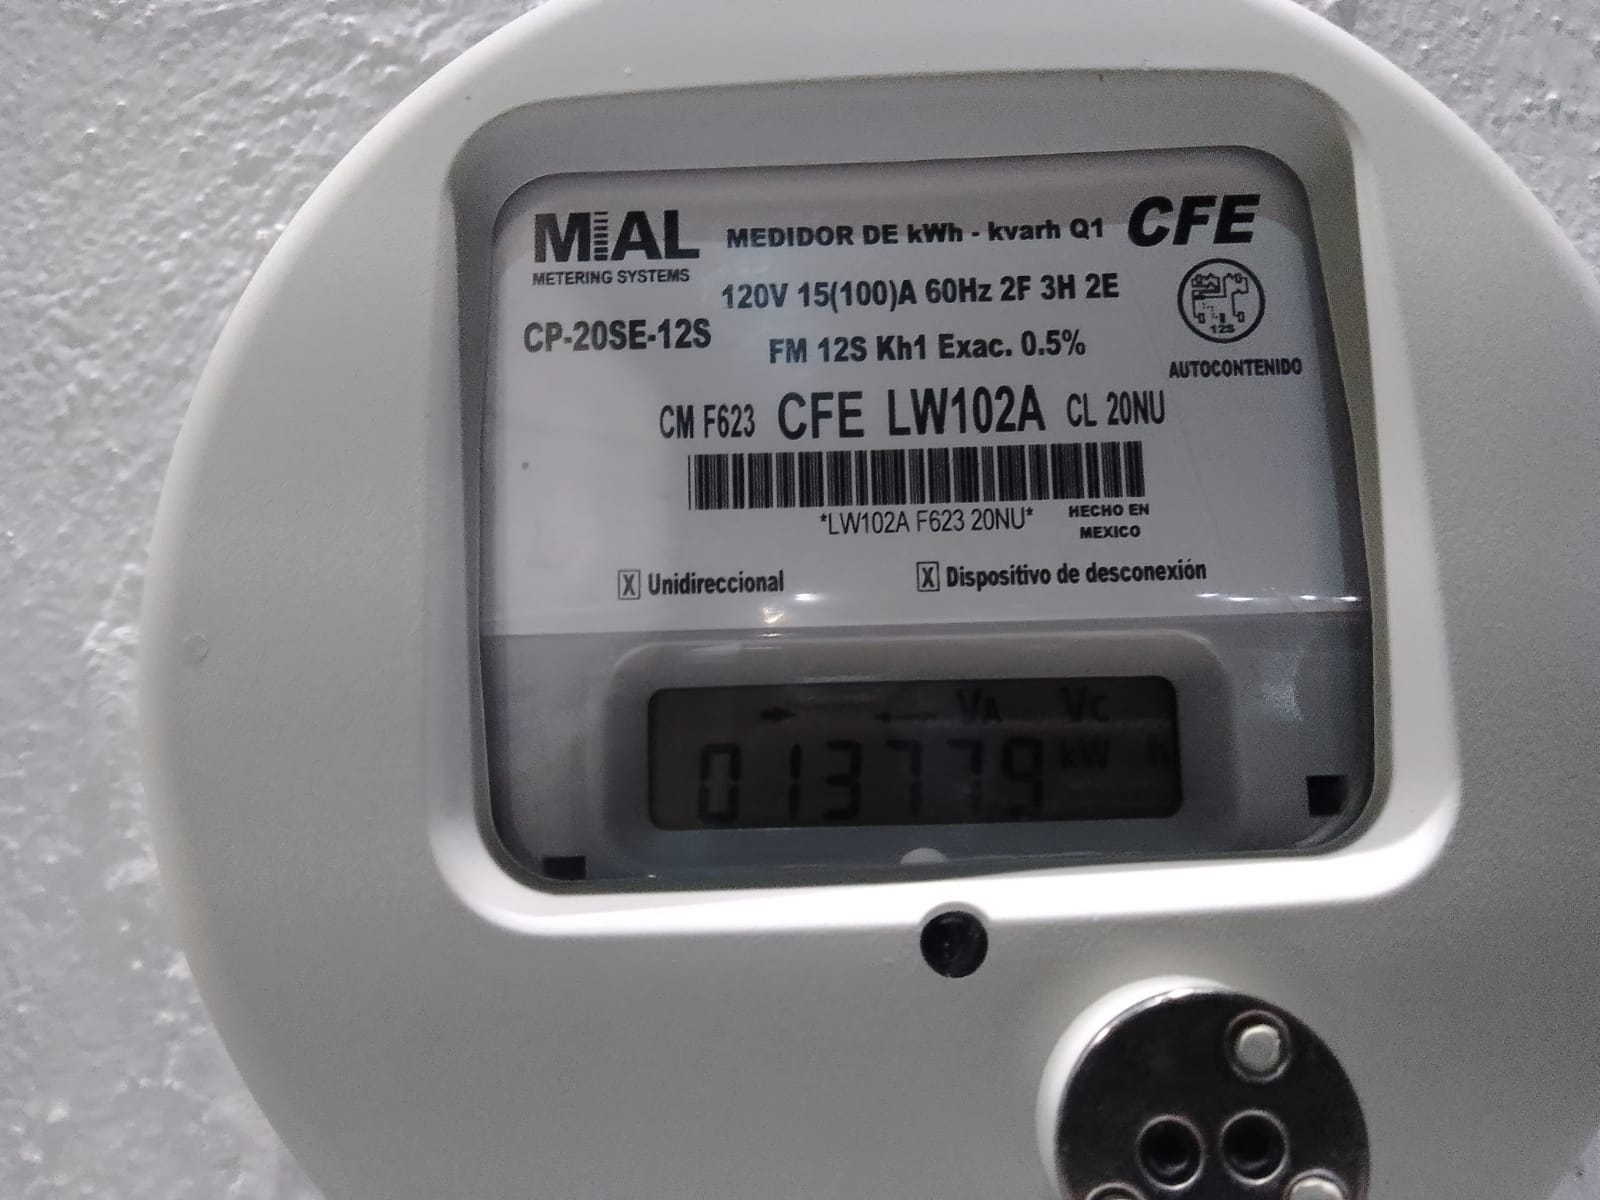 MIAL
METERING SYSTEMS
MEDIDOR DE kWh - kvarh Q1
CFE
120V 15(100)A 60Hz 2F 3H 2E
CP-20SE-12S
FM 12S Kh1 Exac. 0.5%
12S
AUTOCONTENIDO
CM F623 CFE LW102A CL 20NU
*LW102A F623 20NU*
HECHO EN
MEXICO
X Unidireccional
X Dispositivo de desconexión
VA VC
013779 kW